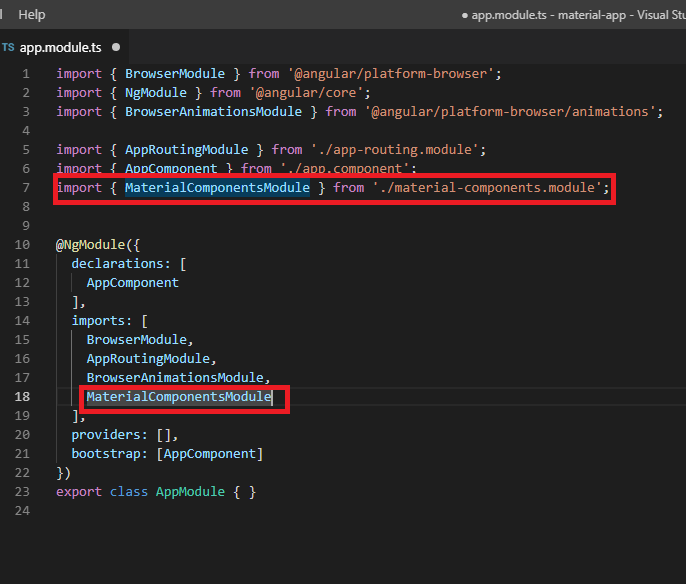 Help
● app.module.ts - material-app - Visual Stu
TS app.module.ts ●
1 import { BrowserModule } from '@angular/platform-browser';
2 import { NgModule } from '@angular/core';
3 import { BrowserAnimationsModule } from '@angular/platform-browser/animations';
4
5 import { AppRoutingModule } from './app-routing.module';
6 import { AppComponent } from './app.component';
7 import { MaterialComponentsModule } from './material-components.module';
8
9
10 @NgModule({
11 declarations: [
12 AppComponent
13 ],
14 imports: [
15 BrowserModule,
16 AppRoutingModule,
17 BrowserAnimationsModule,
18 MaterialComponentsModule
19 ],
20 providers: [],
21 bootstrap: [AppComponent]
22 })
23 export class AppModule { }
24